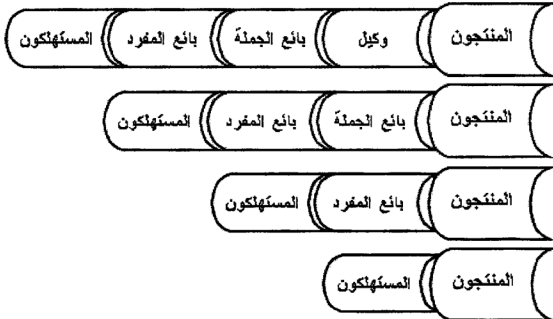 المنتجون وكيل بائع الجملة بائع المفرد المستهلكون
المنتجون بائع الجملة بائع المفرد المستهلكون
المنتجون بائع المفرد المستهلكون
المنتجون المستهلكون